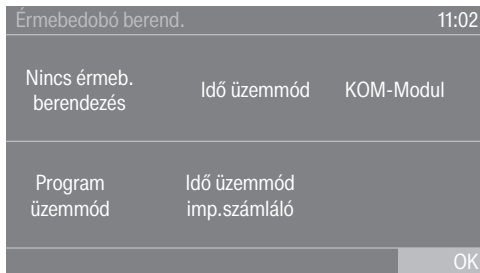 Érmebedobó berend. 11:02
Nincs érmeb.
berendezés
Idő üzemmód
KOM-Modul
Program
üzemmód
Idő üzemmód
imp.számláló
OK